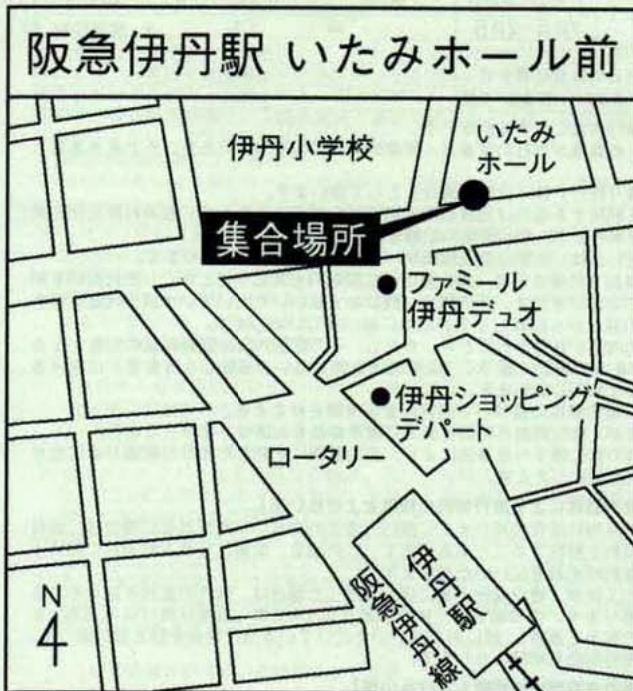 阪急伊丹駅 いたみホール前
伊丹小学校
いたみ
ホール
集合場所
ファミール
伊丹デュオ
伊丹ショッピング
デパート
ロータリー
伊丹駅
阪急伊丹線
N